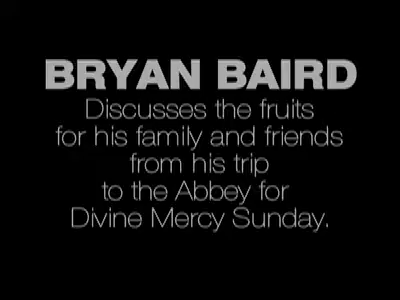 BRYAN BAIRD
Discusses the fruits
for his family and friends
from his trip
to the Abbey for
Divine Mercy Sunday.